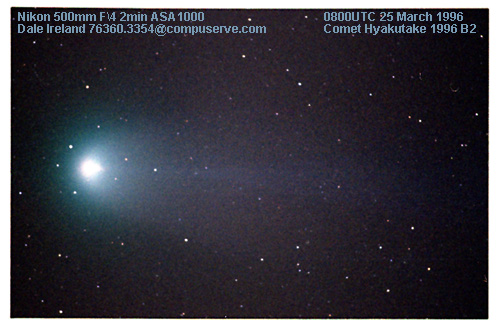 Nikon 500mm F\4 2min ASA1000
Dale Ireland 76360.3354@compuserve.com
0800UTC 25 March 1996
Comet Hyakutake 1996 B2